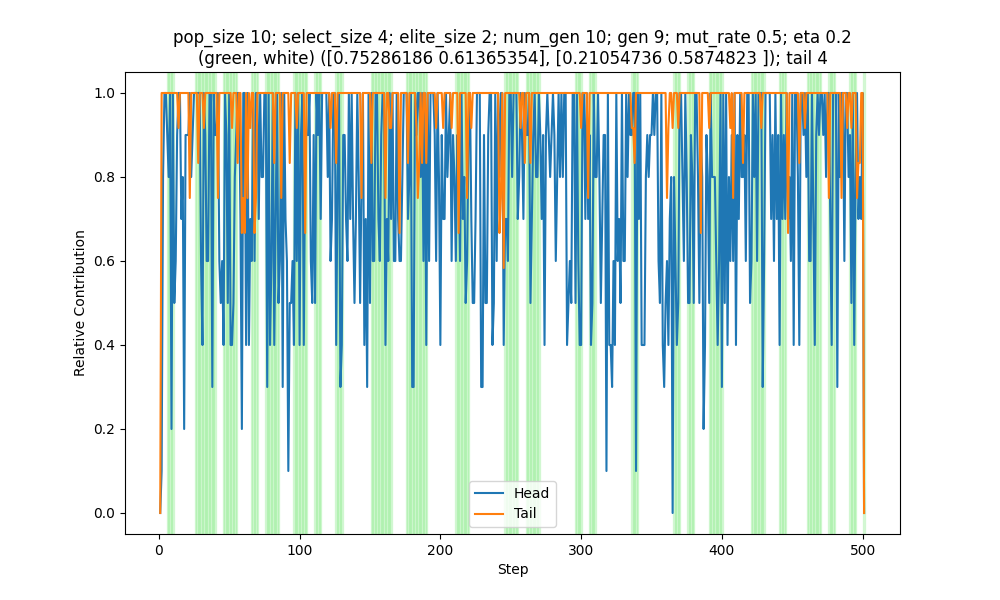 pop_size 10; select_size 4; elite_size 2; num_gen 10; gen 9; mut_rate 0.5; eta 0.2
(green, white) ([0.75286186 0.61365354], [0.21054736 0.5874823 ]); tail 4
Relative Contribution
1.0
0.8
0.6
0.4
0.2
0.0
Head
Tail
0 100 200 300 400 500
Step